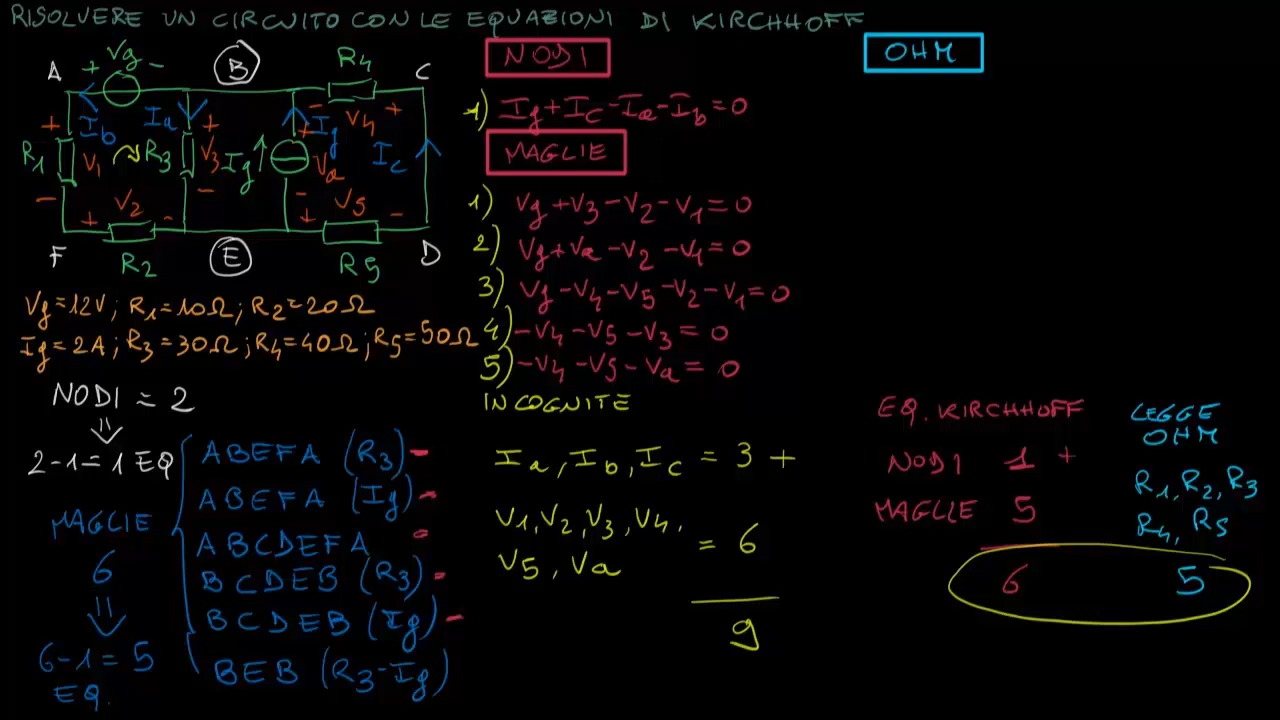 RISOLVERE UN CIRCUITO CON LE EQUAZIONI DI KIRCHHOFF
A + Vg - B R4 C
Ib Ia Ig - V4 + Ic
+ R1 V1 - R3 + V3 - Ig + Va -
+ V2 - + V5 -
F R2 E R5 D
Vg=12V; R1=10Ω; R2=20Ω
Ig=2A; R3=30Ω; R4=40Ω; R5=50Ω
NODI = 2
2-1=1 EQ
MAGLIE
6
6-1=5
EQ.
ABEFA (R3) -
ABEFA (Ig) -
ABCDEFA -
BCDEB (R3) -
BCDEB (Ig) -
BEB (R3-Ig)
NODI
1) Ig+Ic-Ia-Ib=0
MAGLIE
1) Vg+V3-V2-V1=0
2) Vg+Va-V2-V1=0
3) Vg-V4-V5-V2-V1=0
4) -V4-V5-V3=0
5) -V4-V5-Va=0
INCOGNITE
Ia, Ib, Ic = 3 +
V1, V2, V3, V4,
V5, Va = 6
9
OHM
EQ. KIRCHHOFF
NODI 1 +
MAGLIE 5
6
LEGGE
OHM
R1, R2, R3
R4, R5
5